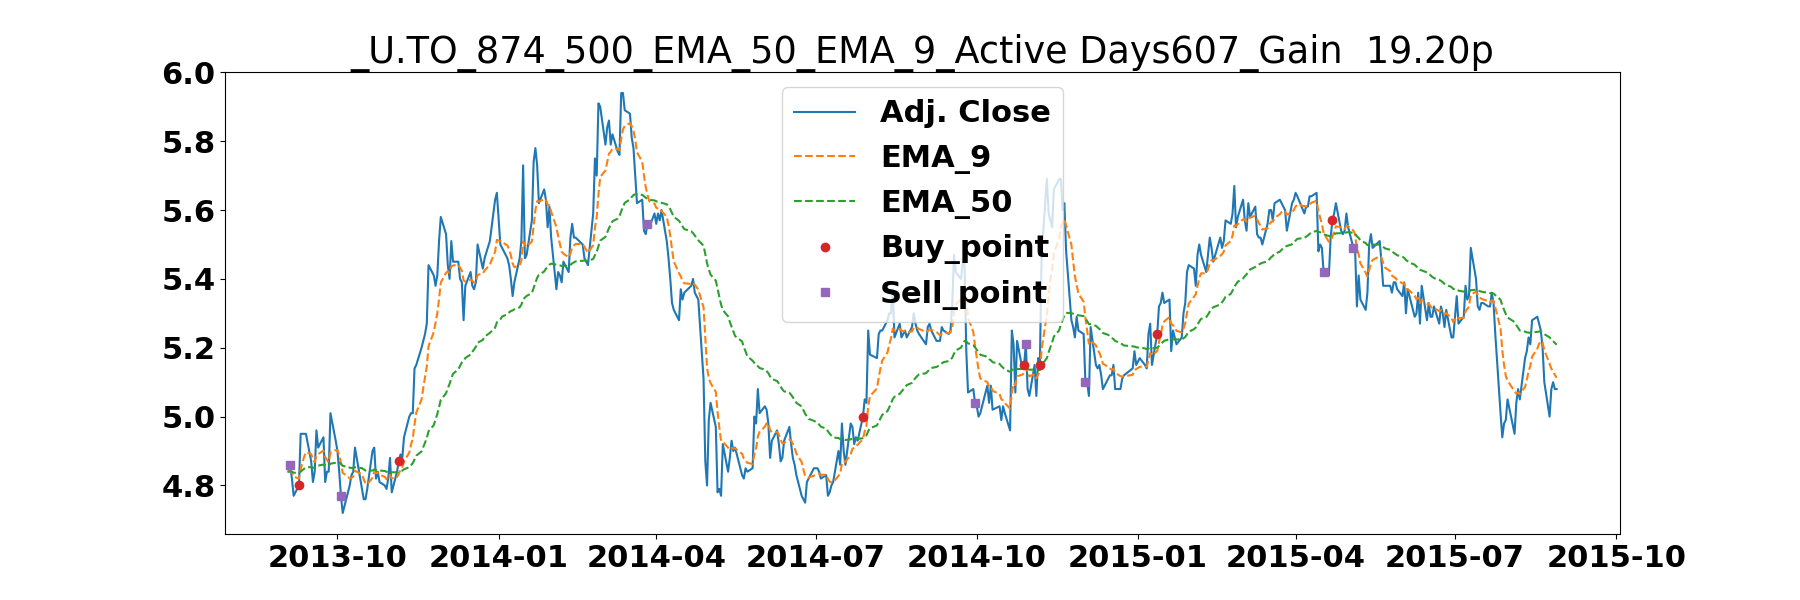 _U.TO_874_500_EMA_50_EMA_9_Active Days607_Gain  19.20p
6.0
5.8
5.6
5.4
5.2
5.0
4.8
Adj. Close
EMA_9
EMA_50
Buy_point
Sell_point
2013-10 2014-01 2014-04 2014-07 2014-10 2015-01 2015-04 2015-07 2015-10